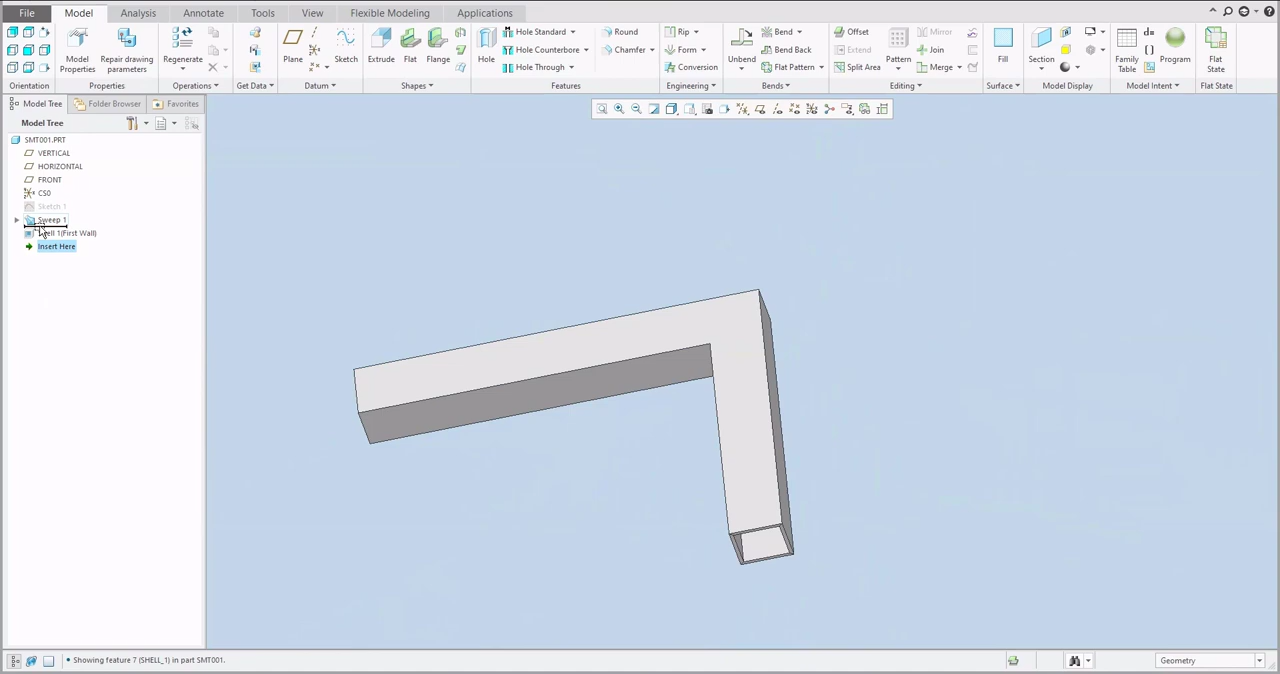 File Model Analysis Annotate Tools View Flexible Modeling Applications
Model Properties
Repair drawing parameters
Regenerate
Plane
Sketch
Extrude
Flat
Flange
Hole
Hole Standard
Hole Counterbore
Hole Through
Round
Chamfer
Rip
Form
Conversion
Unbend
Bend
Bend Back
Flat Pattern
Offset
Extend
Split Area
Pattern
Mirror
Join
Merge
Fill
Section
Family Table
d=
[]
Program
Flat State
Orientation Properties Operations Get Data Datum Shapes Features Engineering Bends Editing Surface Model Display Model Intent Flat State
Model Tree Folder Browser Favorites
Model Tree
SMT001.PRT
VERTICAL
HORIZONTAL
FRONT
CS0
Sketch 1
Sweep 1
1(First Wall)
Insert Here
• Showing feature 7 (SHELL_1) in part SMT001.
Geometry